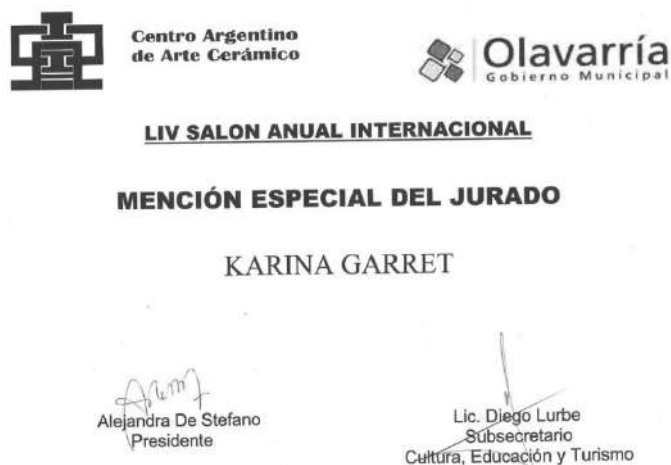 Centro Argentino
de Arte Cerámico
Olavarría
Gobierno Municipal
LIV SALON ANUAL INTERNACIONAL
MENCIÓN ESPECIAL DEL JURADO
KARINA GARRET
Alejandra De Stefano
Presidente
Lic. Diego Lurbe
Subsecretario
Cultura, Educación y Turismo